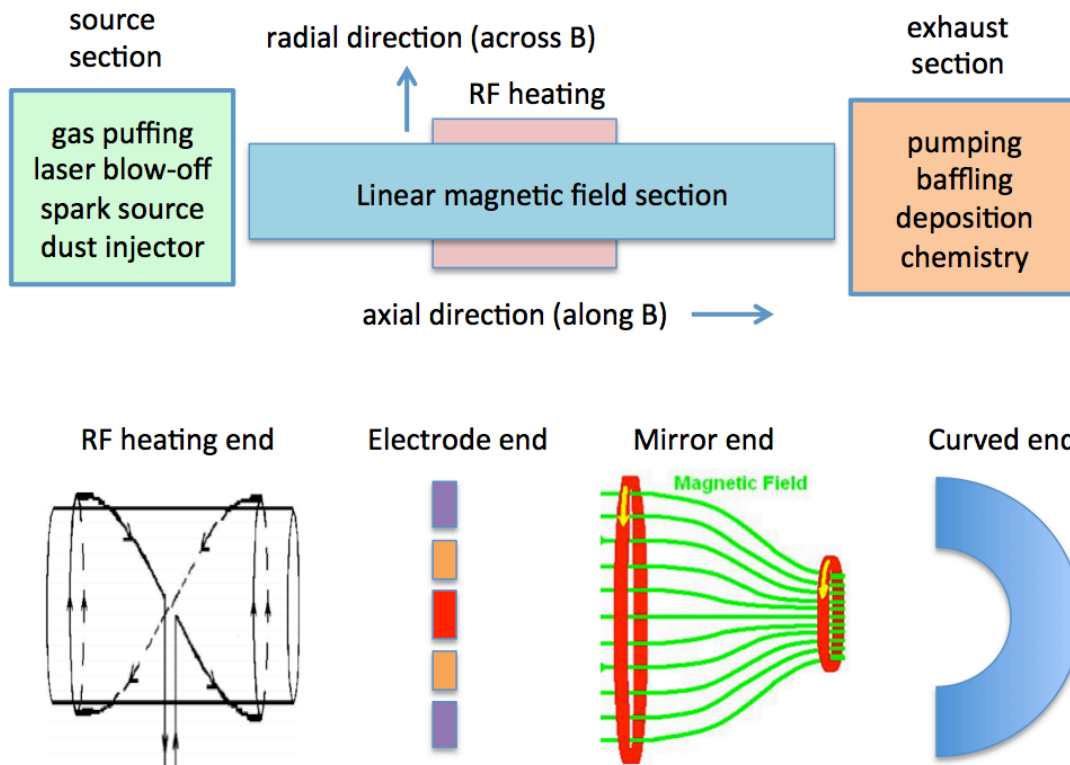 source
section
radial direction (across B)
exhaust
section
RF heating
gas puffing
laser blow-off
spark source
dust injector
Linear magnetic field section
pumping
baffling
deposition
chemistry
axial direction (along B)
RF heating end
Electrode end
Mirror end
Curved end
Magnetic Field